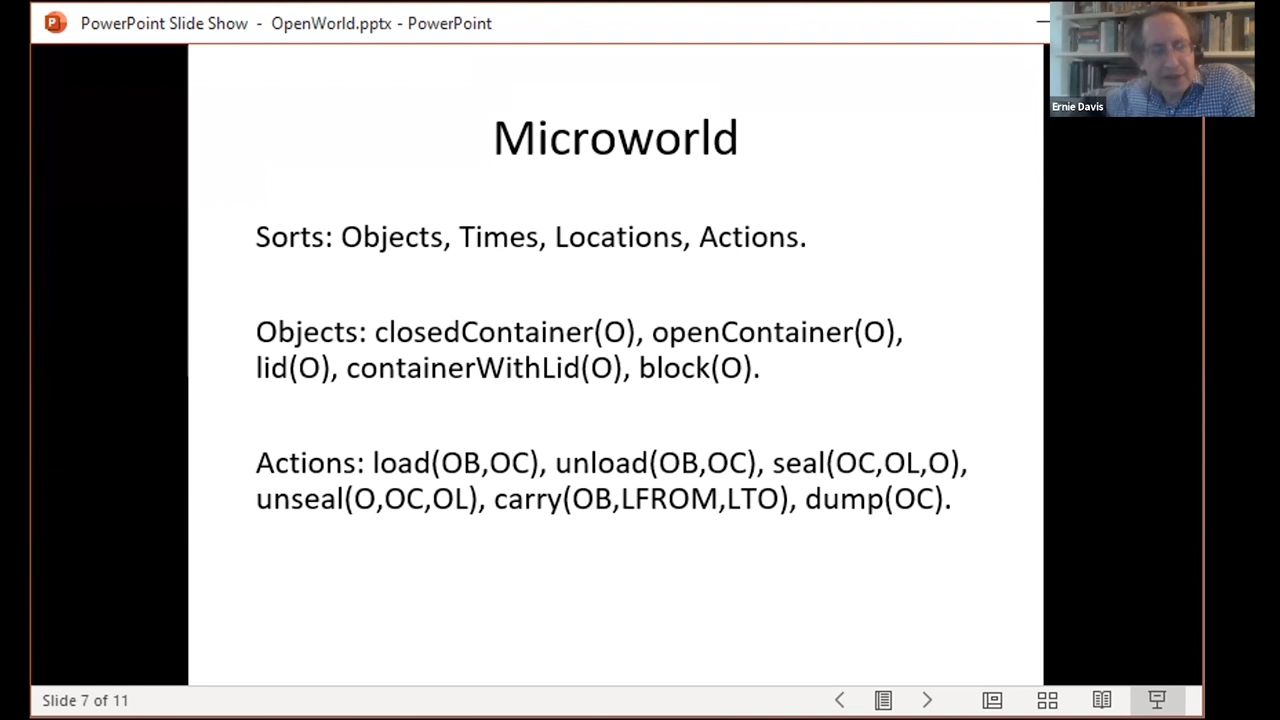 PowerPoint Slide Show - OpenWorld.pptx - PowerPoint
Ernie Davis
Microworld
Sorts: Objects, Times, Locations, Actions.
Objects: closedContainer(O), openContainer(O),
lid(O), containerWithLid(O), block(O).
Actions: load(OB,OC), unload(OB,OC), seal(OC,OL,O),
unseal(O,OC,OL), carry(OB,LFROM,LTO), dump(OC).
Slide 7 of 11